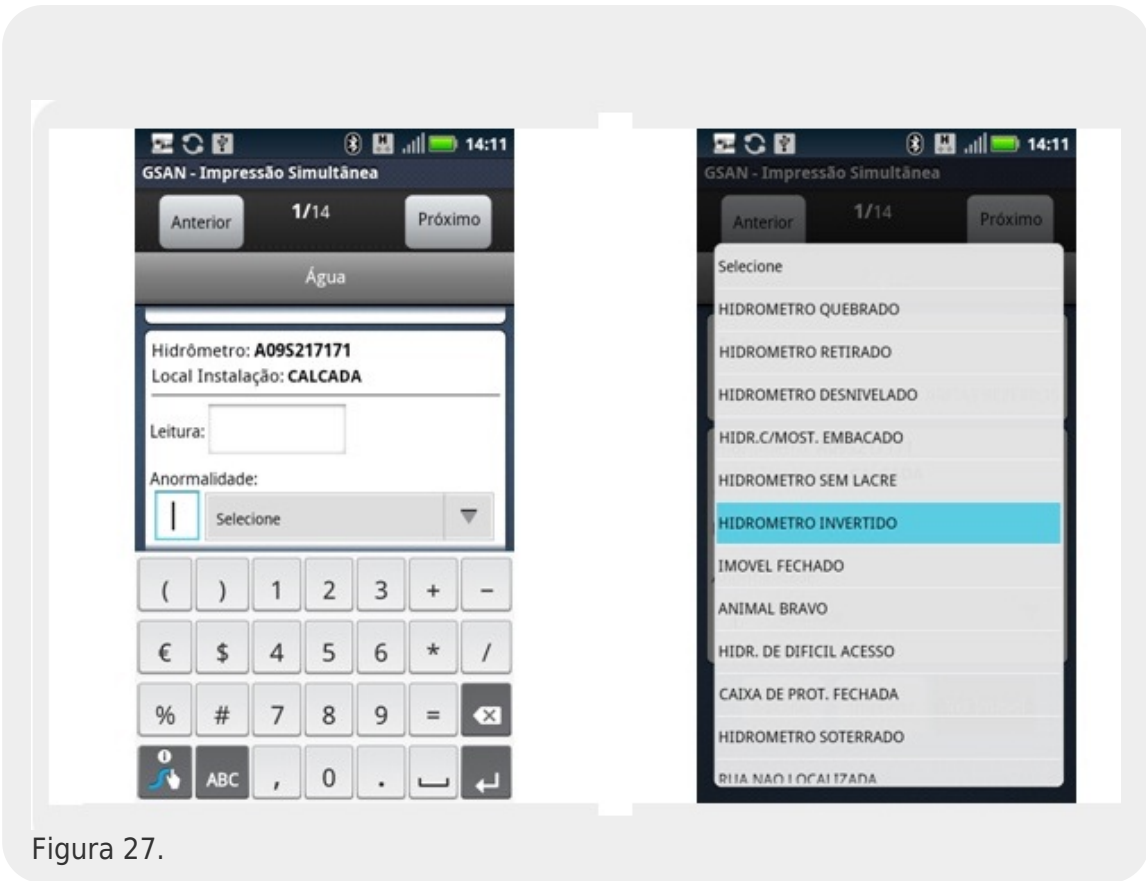 14:11
GSAN - Impressão Simultânea
Anterior 1/14 Próximo
Água
Hidrômetro: A09S217171
Local Instalação: CALCADA
Leitura:
Anormalidade:
Selecione
( ) 1 2 3 + -
€ $ 4 5 6 * /
% # 7 8 9 =
ABC , 0 .
H 14:11
GSAN - Impressão Simultânea
Anterior 1/14 Próximo
Selecione
HIDROMETRO QUEBRADO
HIDROMETRO RETIRADO
HIDROMETRO DESNIVELADO
HIDR.C/MOST. EMBACADO
HIDROMETRO SEM LACRE
HIDROMETRO INVERTIDO
IMOVEL FECHADO
ANIMAL BRAVO
HIDR. DE DIFICIL ACESSO
CAIXA DE PROT. FECHADA
HIDROMETRO SOTERRADO
RUA NAO LOCALIZADA
Figura 27.